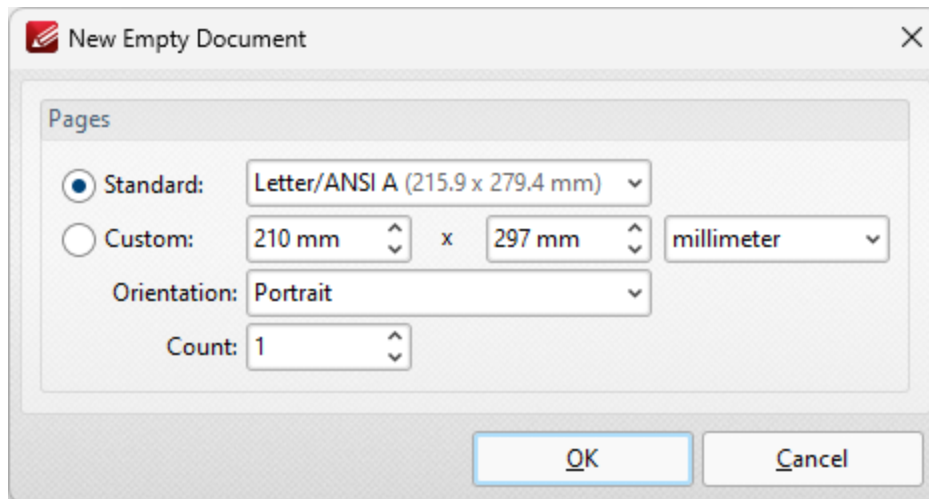 New Empty Document
Pages
Standard: Letter/ANSI A (215.9 x 279.4 mm)
Custom: 210 mm x 297 mm millimeter
Orientation: Portrait
Count: 1
OK Cancel